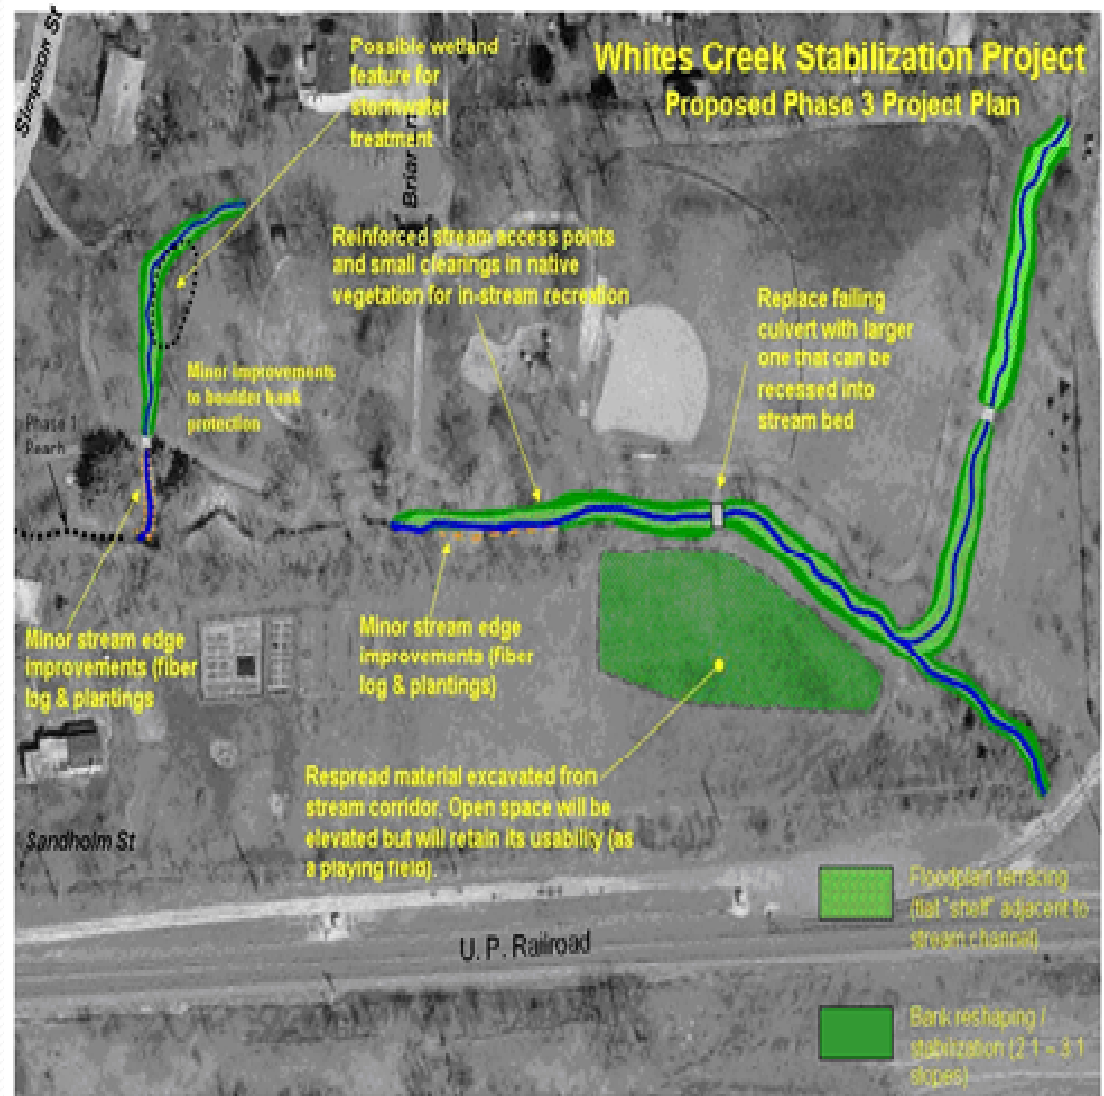 Simpson St
Possible wetland
feature for
stormwater
treatment
Whites Creek Stabilization Project
Proposed Phase 3 Project Plan
Briar
Reinforced stream access points
and small clearings in native
vegetation for in-stream recreation
Replace failing
culvert with larger
one that can be
recessed into
stream bed
Minor improvements
to boulder bank
protection
Phase 1
Reach
Minor stream edge
improvements (fiber
log & plantings
Minor stream edge
improvements (fiber
log & plantings)
Respread material excavated from
stream corridor. Open space will be
elevated but will retain its usability (as
a playing field).
Sandholm St
U. P. Railroad
Floodplain terracing
(flat "shelf" adjacent to
stream channel)
Bank reshaping /
stabilization (2:1 - 3:1
slopes)